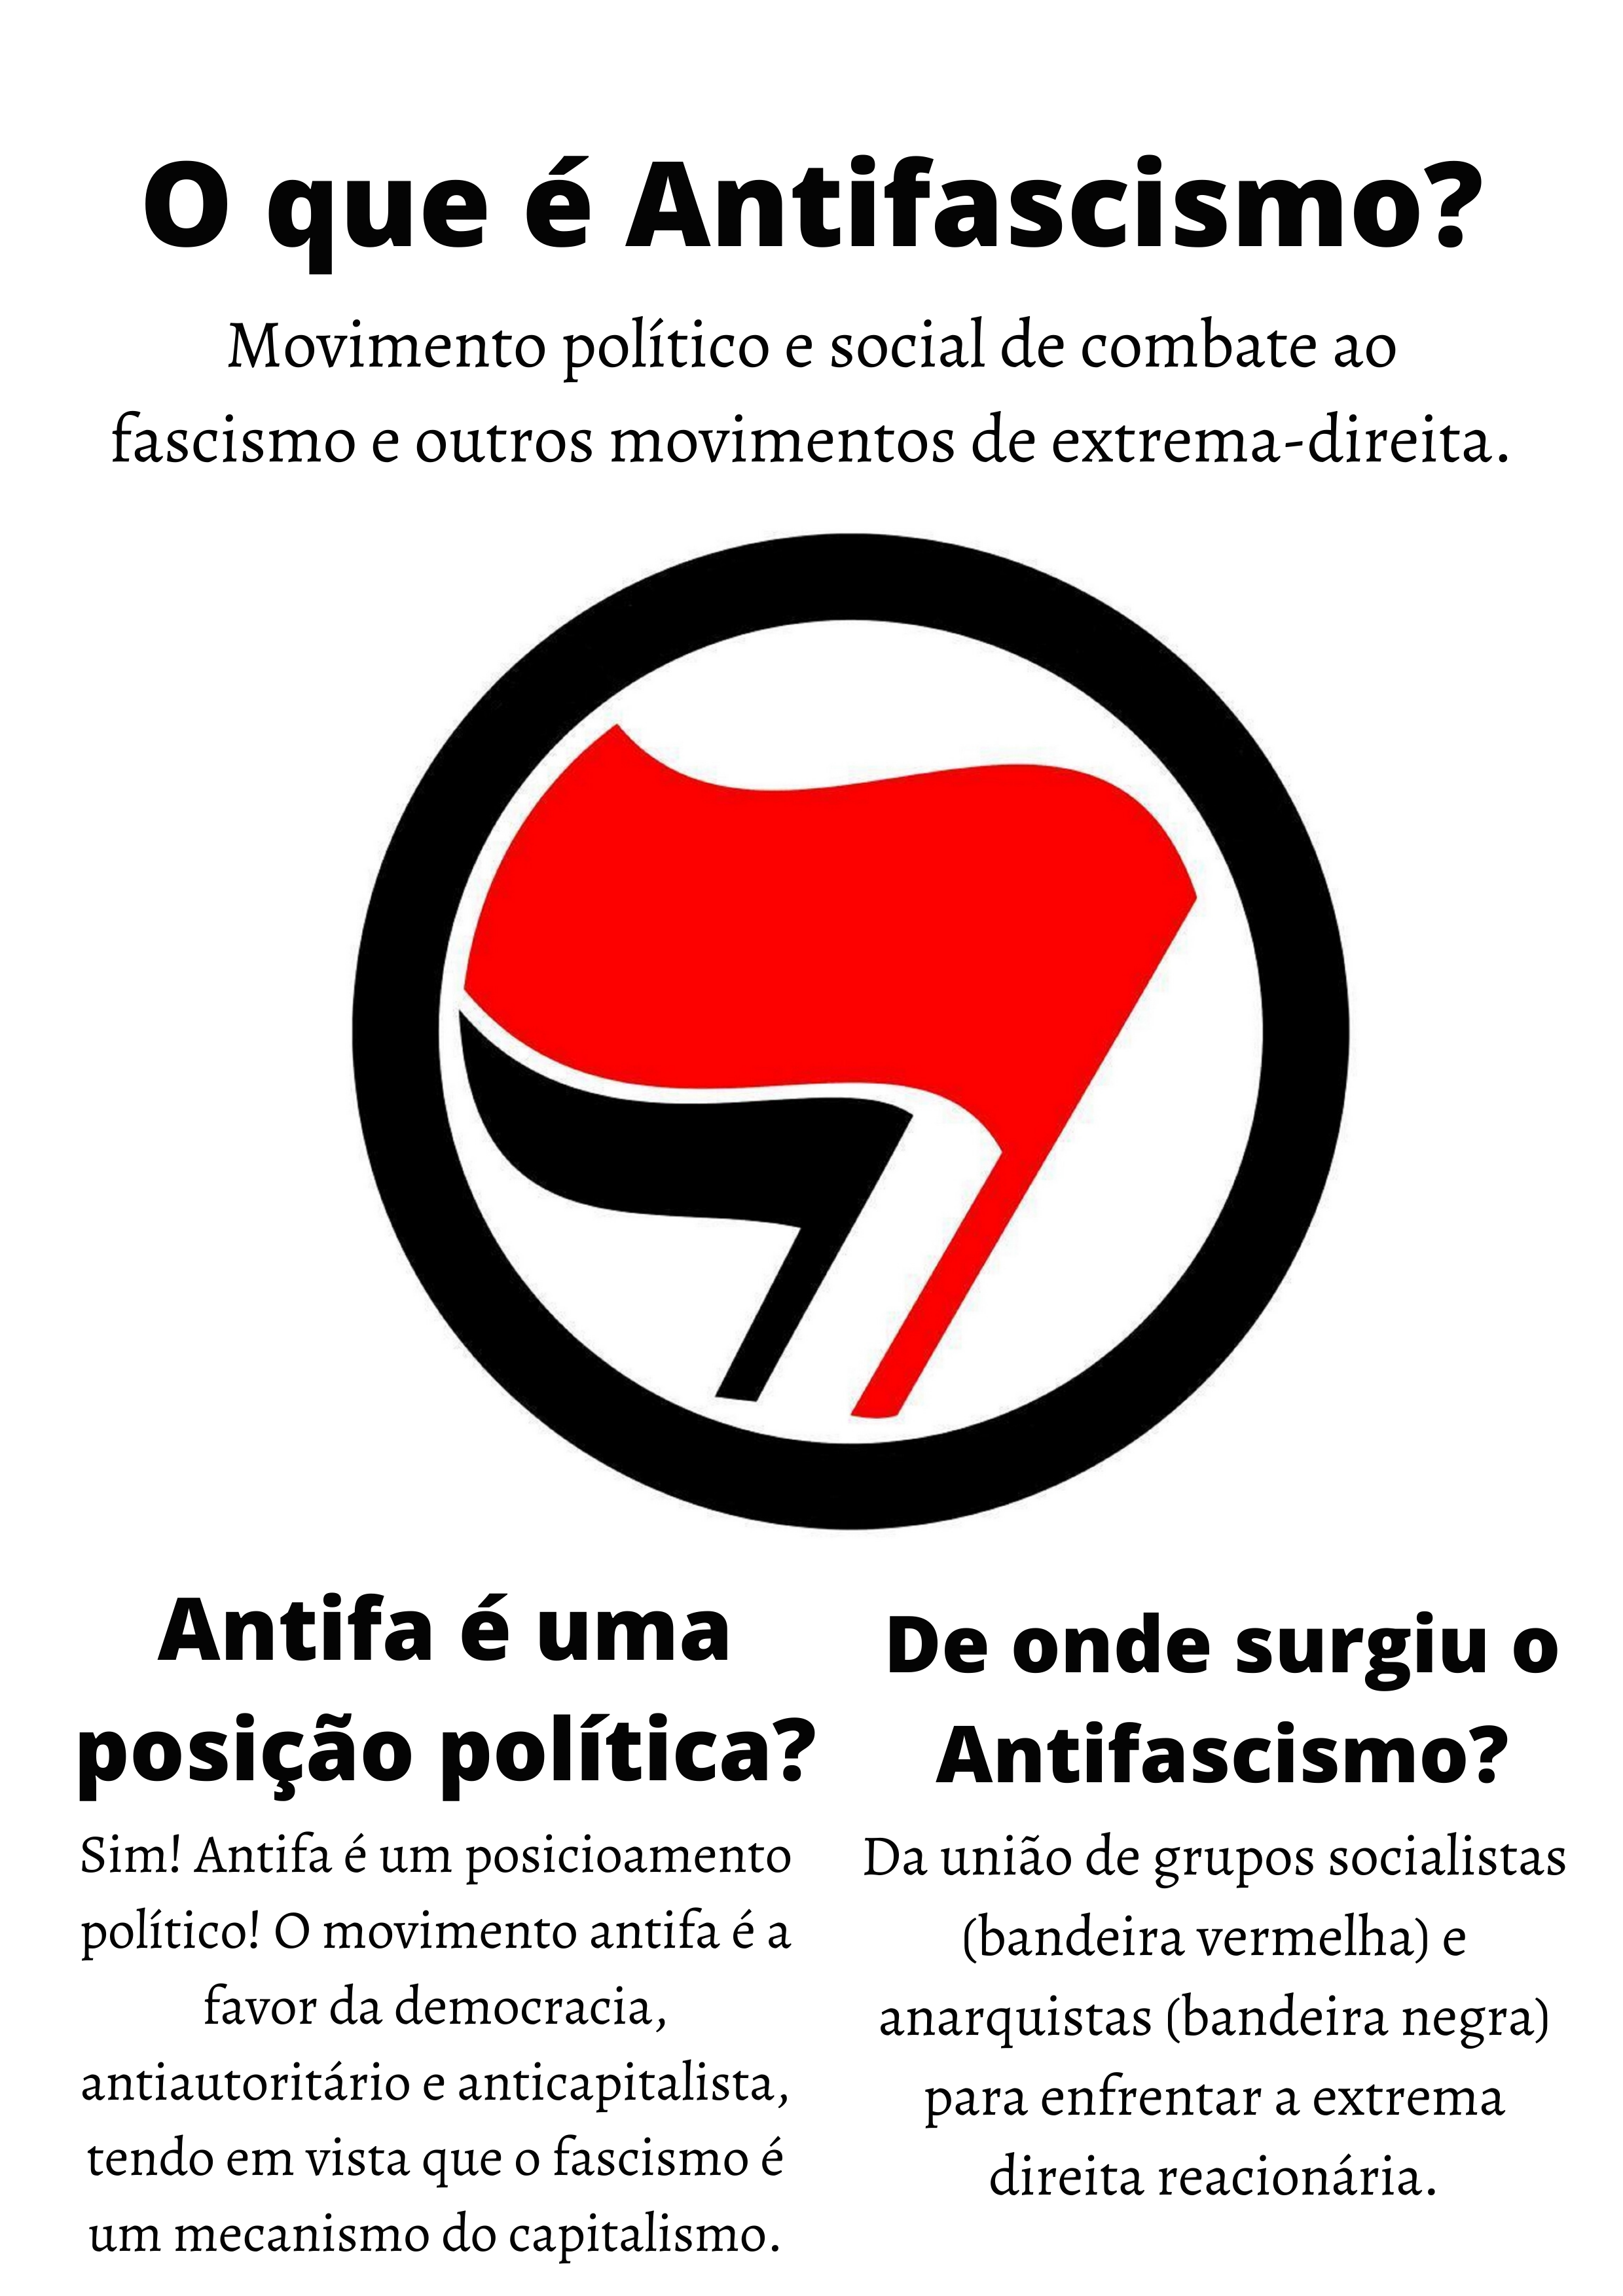 O que é Antifascismo?
Movimento político e social de combate ao
fascismo e outros movimentos de extrema-direita.
Antifa é uma
posição política?
Sim! Antifa é um posicioamento
político! O movimento antifa é a
favor da democracia,
antiautoritário e anticapitalista,
tendo em vista que o fascismo é
um mecanismo do capitalismo.
De onde surgiu o
Antifascismo?
Da união de grupos socialistas
(bandeira vermelha) e
anarquistas (bandeira negra)
para enfrentar a extrema
direita reacionária.